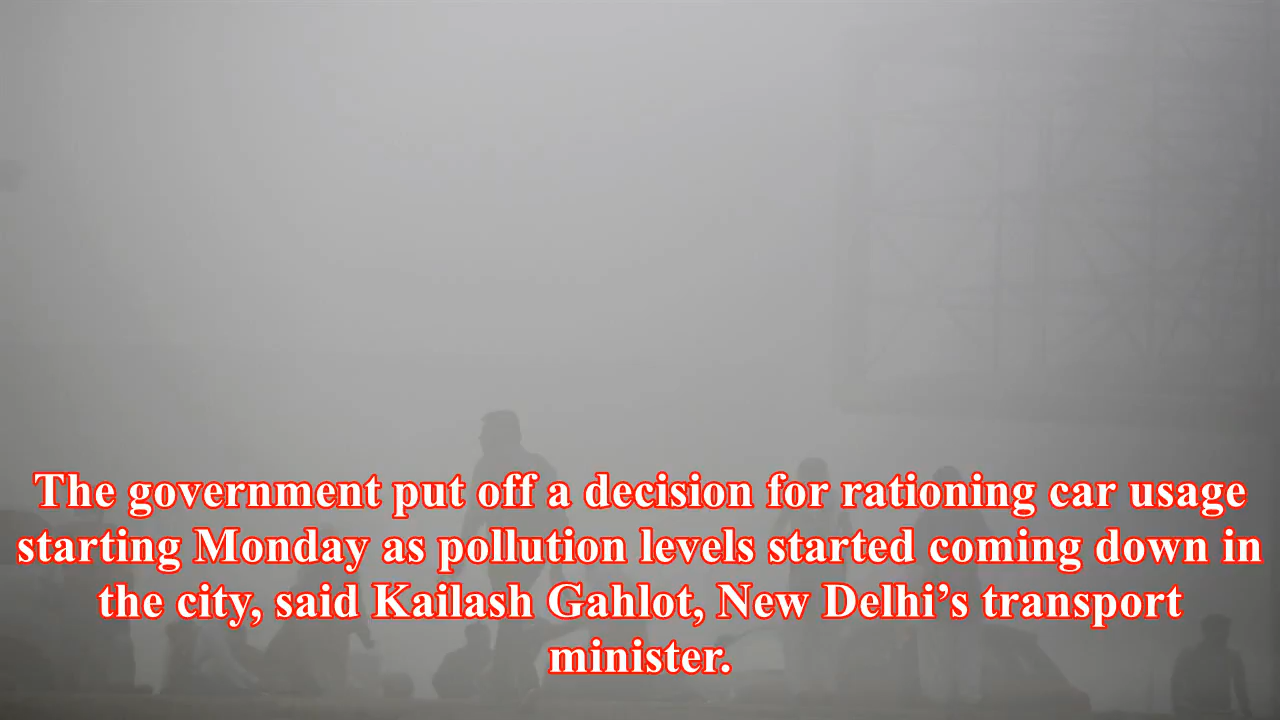 The government put off a decision for rationing car usage
starting Monday as pollution levels started coming down in
the city, said Kailash Gahlot, New Delhi’s transport
minister.